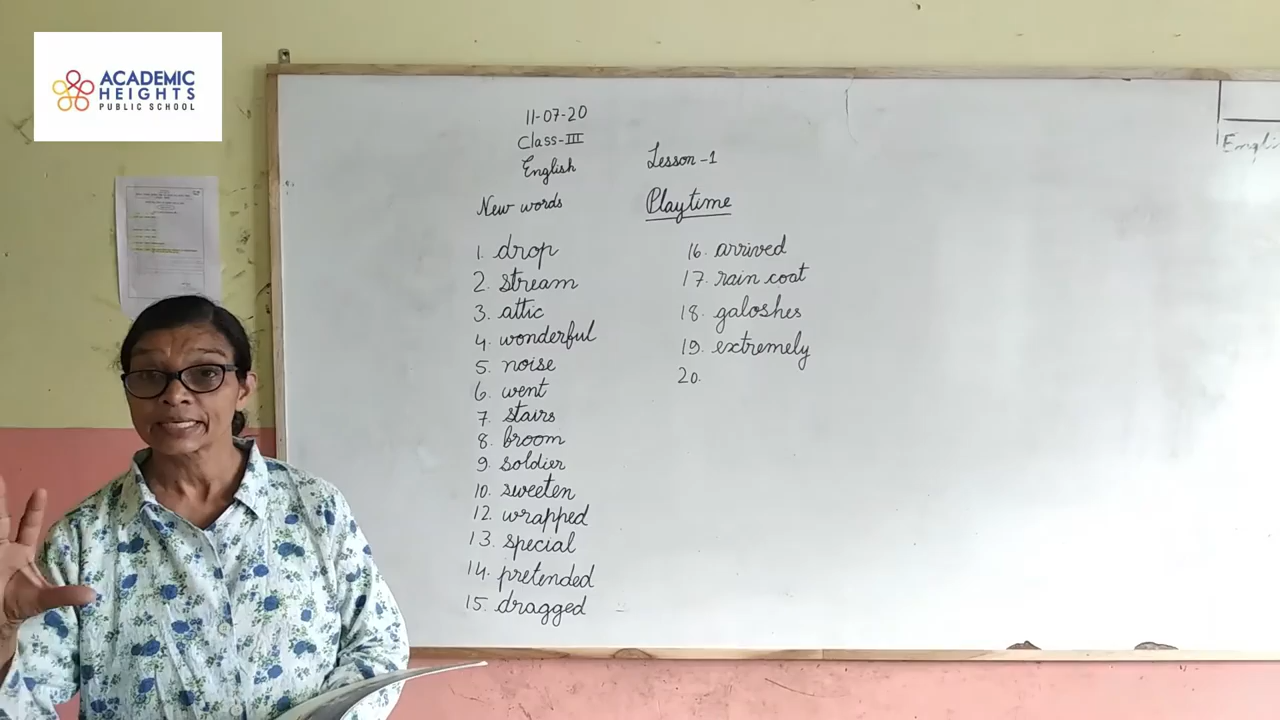 ACADEMIC
HEIGHTS
PUBLIC SCHOOL
11-07-20
Class-III
English
Lesson-1
New words
Playtime
1. drop
2. stream
3. attic
4. wonderful
5. noise
6. went
7. stairs
8. broom
9. soldier
10. sweeten
12. wrapped
13. special
14. pretended
15. dragged
16. arrived
17. rain coat
18. galoshes
19. extremely
20.